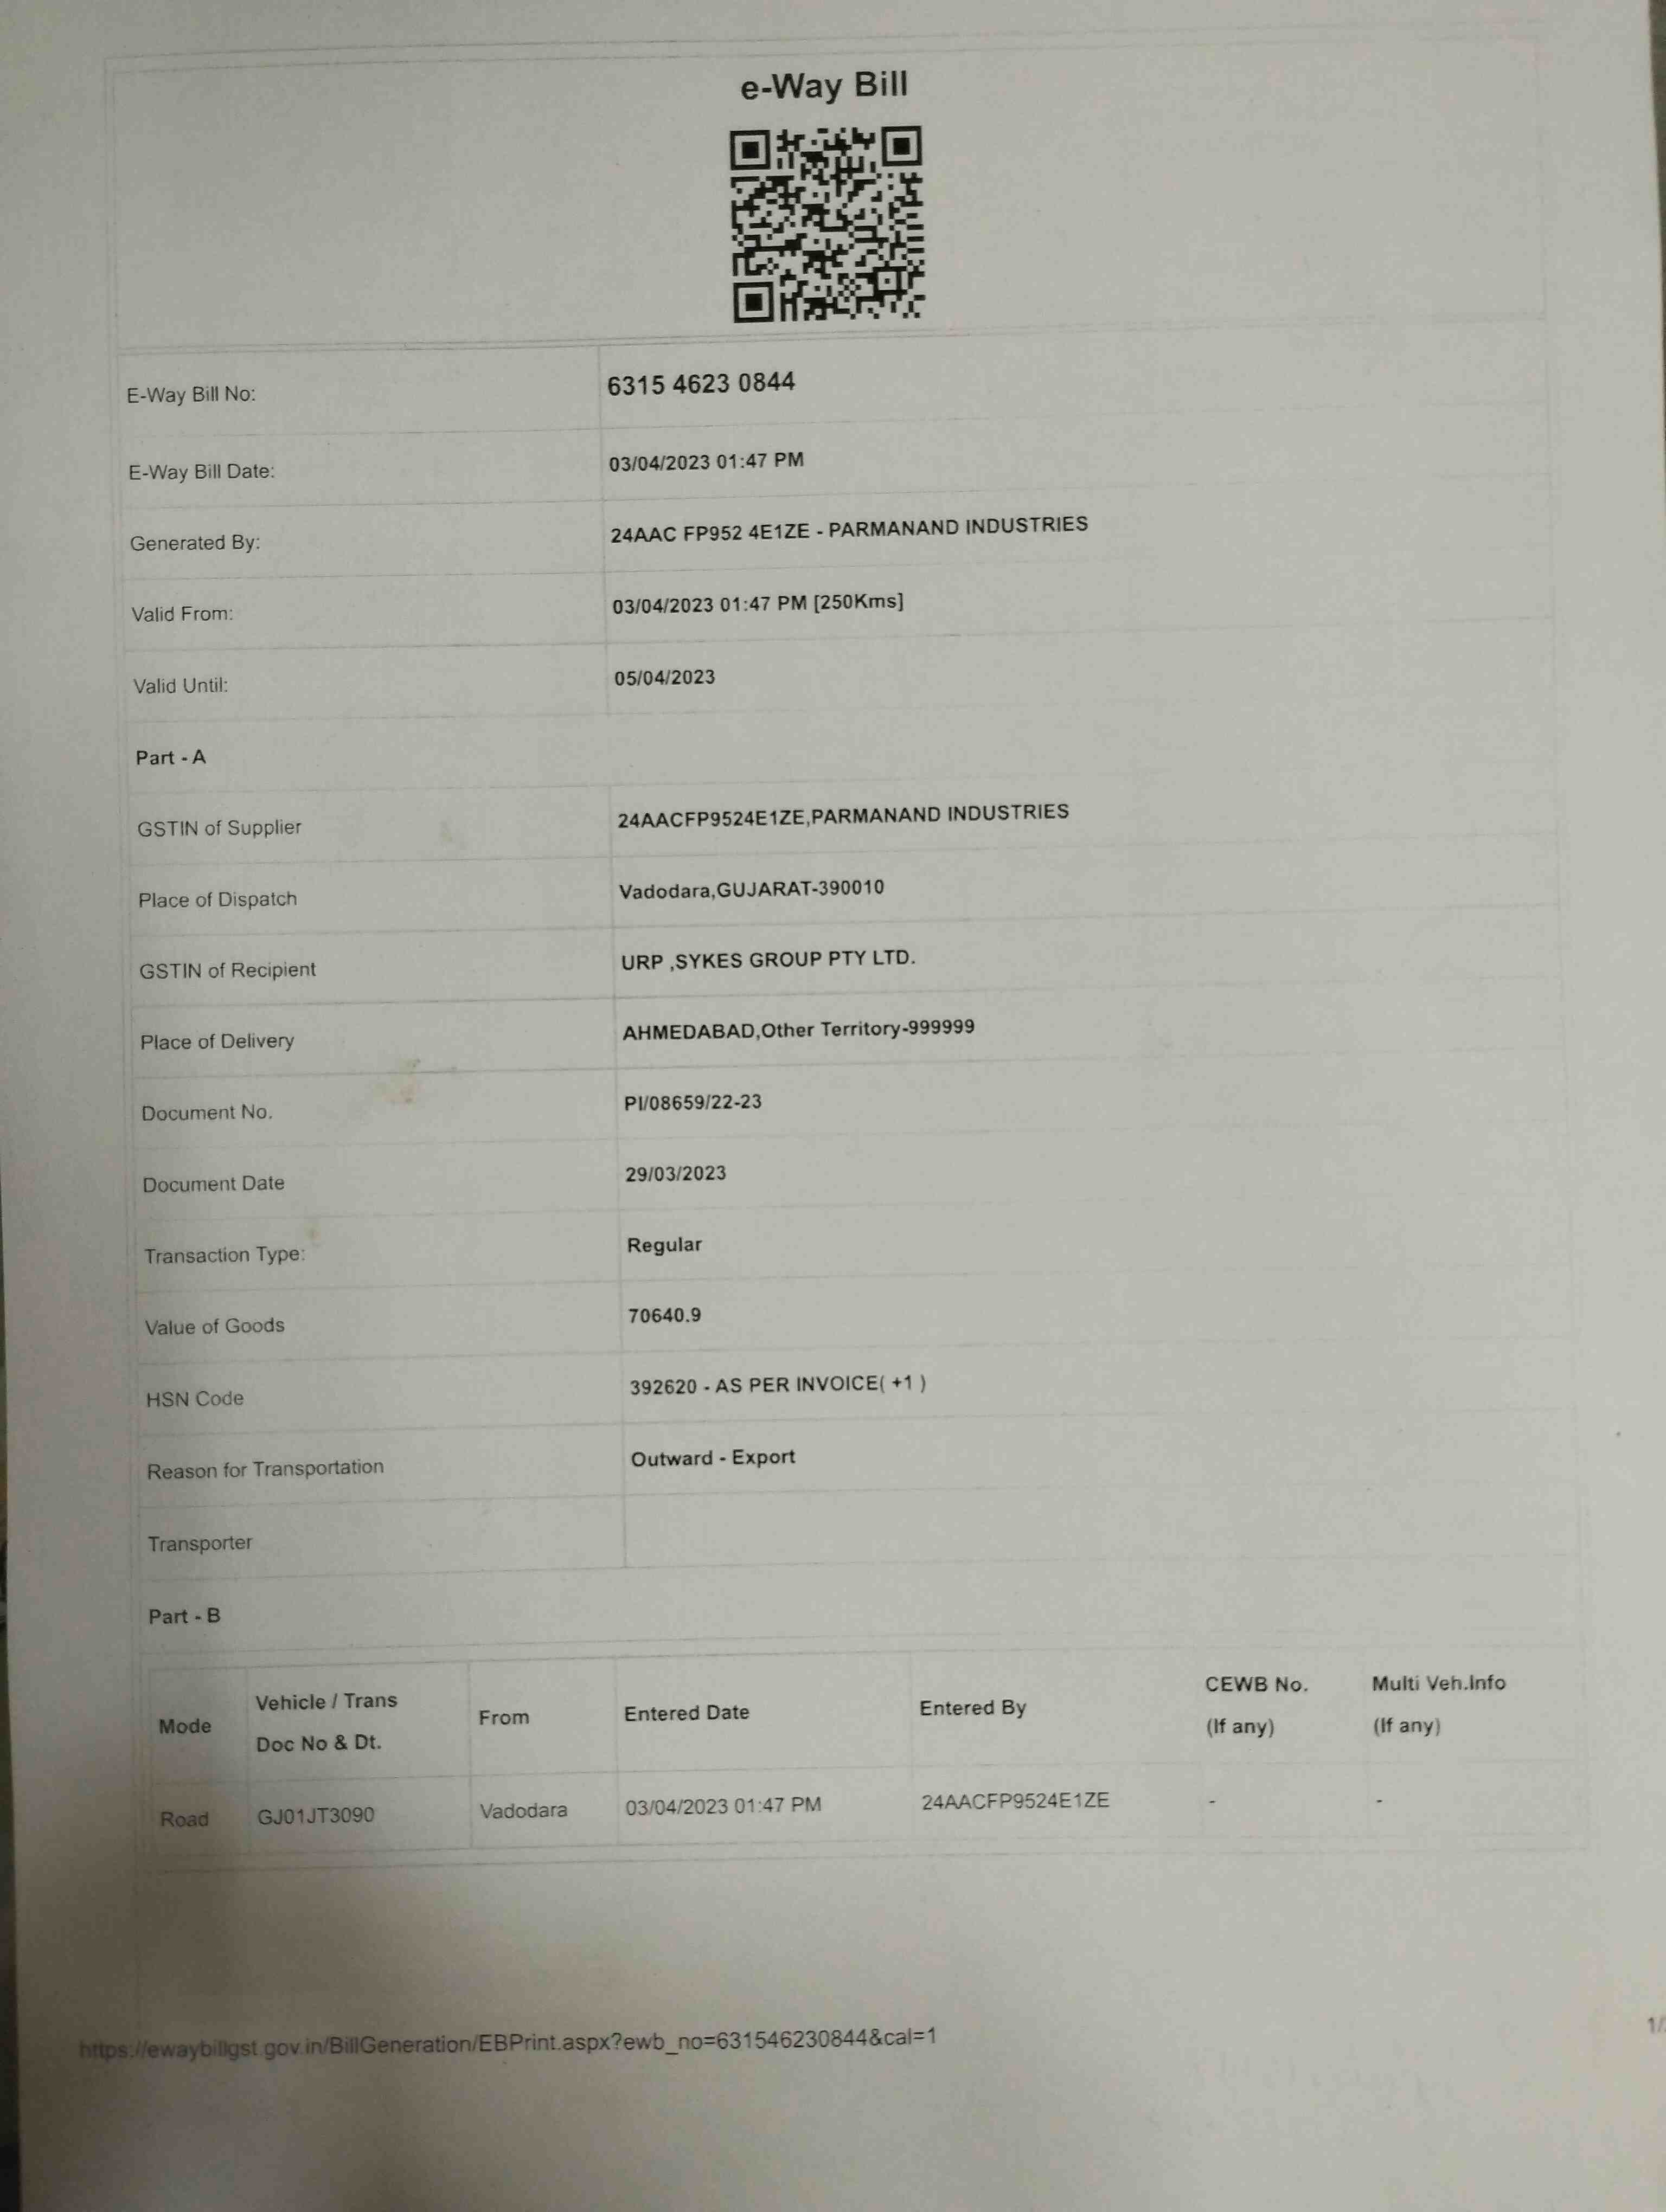 e-Way Bill
E-Way Bill No: 6315 4623 0844
E-Way Bill Date: 03/04/2023 01:47 PM
Generated By: 24AAC FP952 4E1ZE - PARMANAND INDUSTRIES
Valid From: 03/04/2023 01:47 PM [250Kms]
Valid Until: 05/04/2023
Part - A
GSTIN of Supplier 24AACFP9524E1ZE,PARMANAND INDUSTRIES
Place of Dispatch Vadodara,GUJARAT-390010
GSTIN of Recipient URP ,SYKES GROUP PTY LTD.
Place of Delivery AHMEDABAD,Other Territory-999999
Document No. PI/08659/22-23
Document Date 29/03/2023
Transaction Type: Regular
Value of Goods 70640.9
HSN Code 392620 - AS PER INVOICE( +1 )
Reason for Transportation Outward - Export
Transporter
Part - B
Mode Vehicle / Trans Doc No & Dt. From Entered Date Entered By CEWB No. (If any) Multi Veh.Info (If any)
Road GJ01JT3090 Vadodara 03/04/2023 01:47 PM 24AACFP9524E1ZE - -
https://ewaybillgst.gov.in/BillGeneration/EBPrint.aspx?ewb_no=631546230844&cal=1